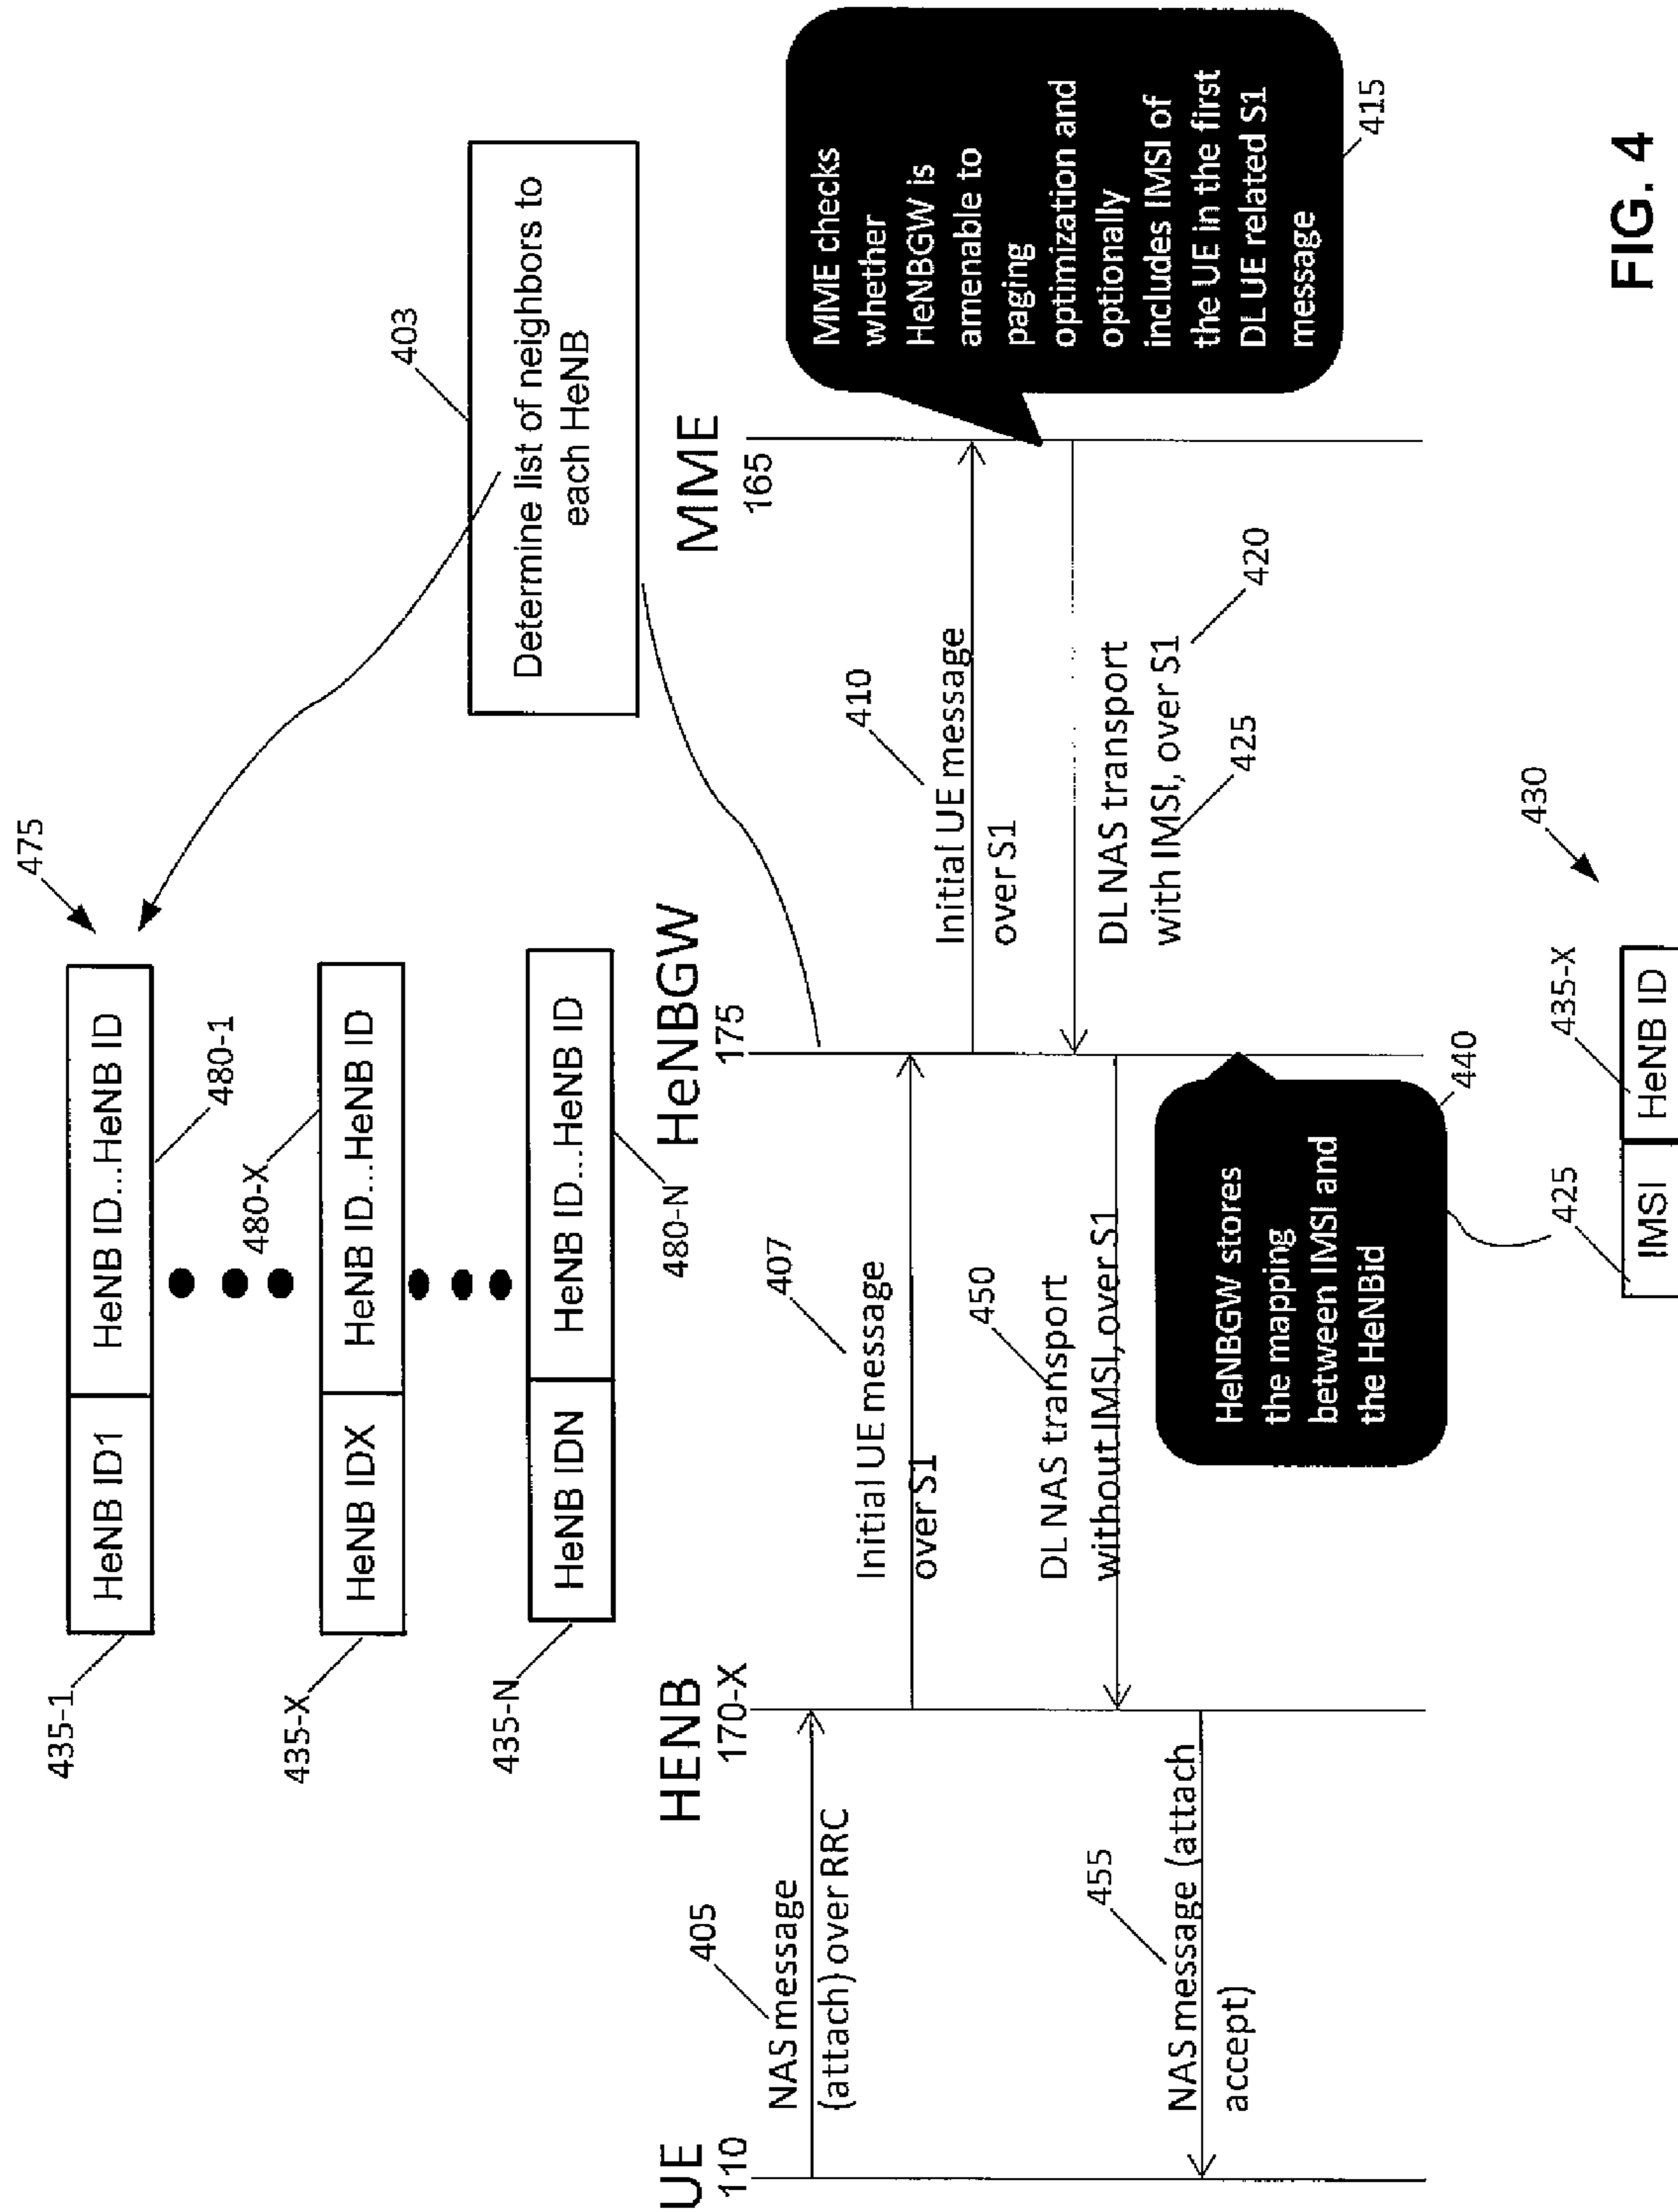 475
435-1
HeNB ID1
HeNB ID...HeNB ID
480-1
480-X
435-X
HeNB IDX
HeNB ID...HeNB ID
435-N
HeNB IDN
HeNB ID...HeNB ID
480-N
403
Determine list of neighbors to
each HeNB
UE
110
HENB
170-X
HeNBGW
175
MME
165
405
NAS message
(attach) over RRC
407
Initial UE message
over S1
410
Initial UE message
over S1
MME checks
whether
HeNBGW is
amenable to
paging
optimization and
optionally
includes IMSI of
the UE in the first
DL UE related S1
message
415
DL NAS transport
with IMSI, over S1
420
425
450
DL NAS transport
without IMSI, over S1
455
NAS message (attach
accept)
HeNBGW stores
the mapping
between IMSI and
the HeNBid
440
430
425
435-X
IMSI
HeNB ID
FIG. 4